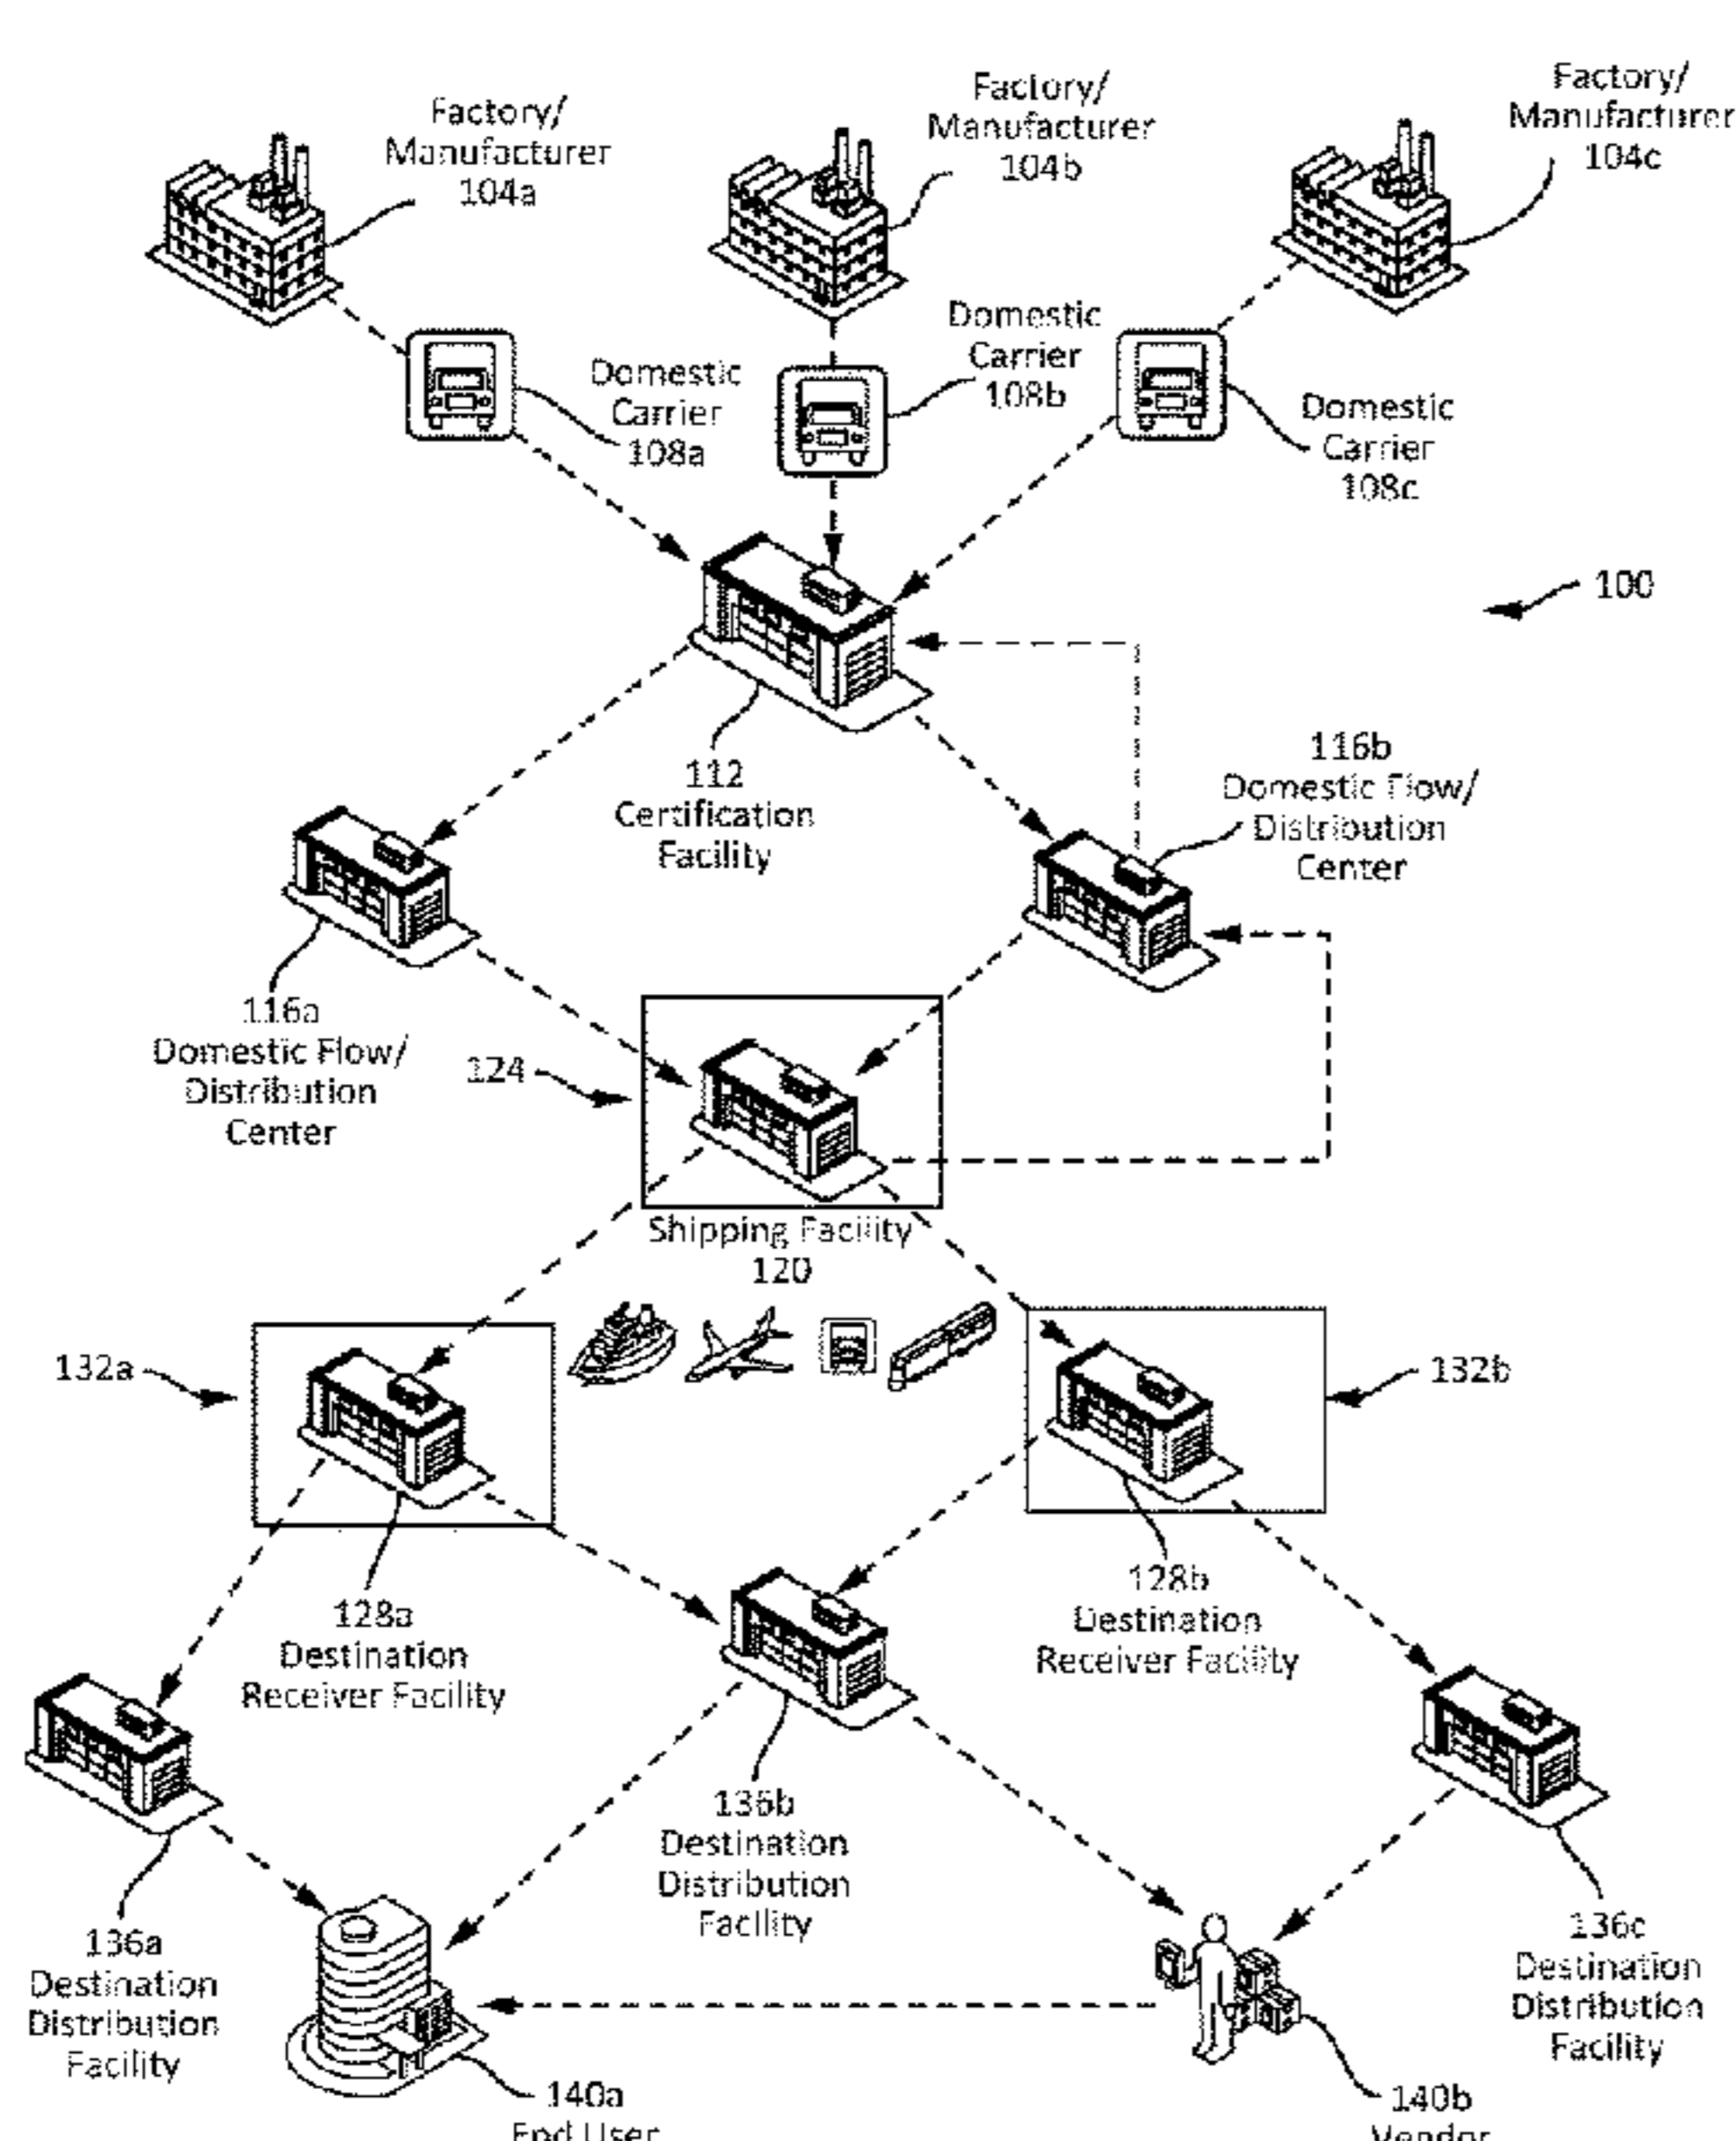 Factory/
Manufacturer
104a
Factory/
Manufacturer
104b
Factory/
Manufacturer
104c
Domestic
Carrier
108a
Domestic
Carrier
108b
Domestic
Carrier
108c
100
112
Certification
Facility
116b
Domestic Flow/
Distribution
Center
116a
Domestic Flow/
Distribution
Center
124
Shipping Facility
120
132a
132b
128a
Destination
Receiver Facility
128b
Destination
Receiver Facility
136b
Destination
Distribution
Facility
136a
Destination
Distribution
Facility
136c
Destination
Distribution
Facility
140a
End User
140b
Vendor